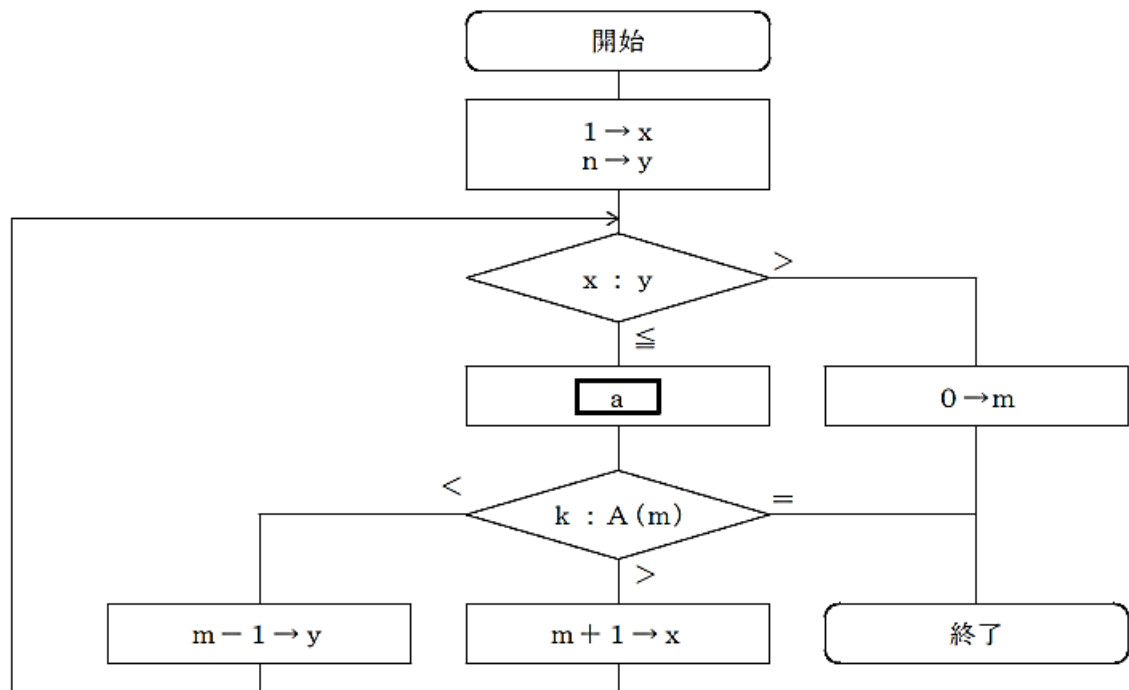 開始
1→x
n→y
x : y
>
≦
a
0→m
<
k : A(m)
=
>
m－1→y
m＋1→x
終了